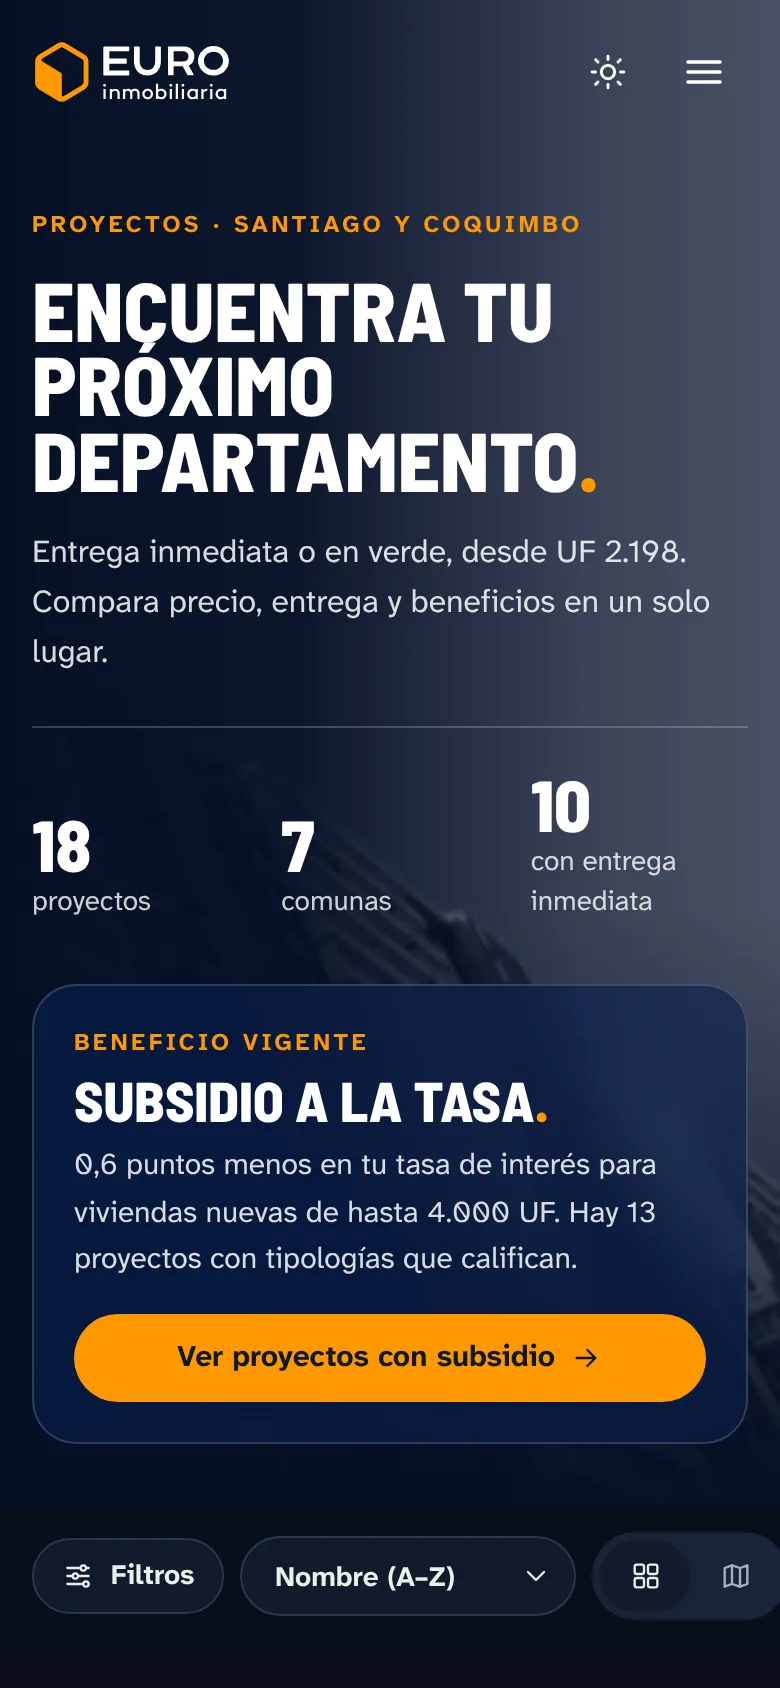 EURO
inmobiliaria
PROYECTOS · SANTIAGO Y COQUIMBO
ENCUENTRA TU
PRÓXIMO
DEPARTAMENTO.
Entrega inmediata o en verde, desde UF 2.198.
Compara precio, entrega y beneficios en un solo
lugar.
18
proyectos
7
comunas
10
con entrega
inmediata
BENEFICIO VIGENTE
SUBSIDIO A LA TASA.
0,6 puntos menos en tu tasa de interés para
viviendas nuevas de hasta 4.000 UF. Hay 13
proyectos con tipologías que califican.
Ver proyectos con subsidio →
Filtros
Nombre (A–Z)